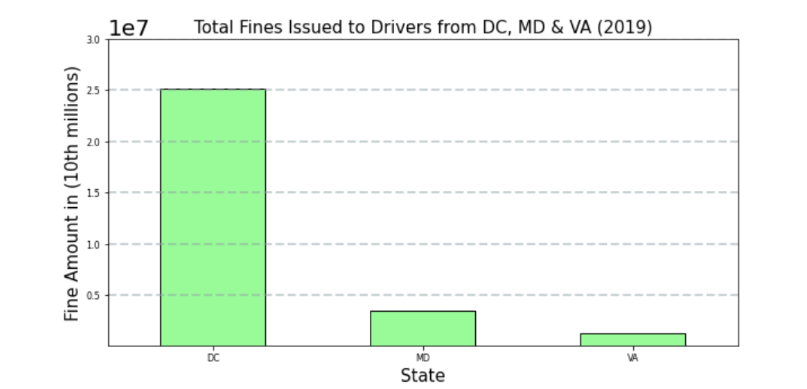 1e7
Total Fines Issued to Drivers from DC, MD & VA (2019)
Fine Amount in (10th millions)
3.0
2.5
2.0
1.5
1.0
0.5
DC
MD
VA
State